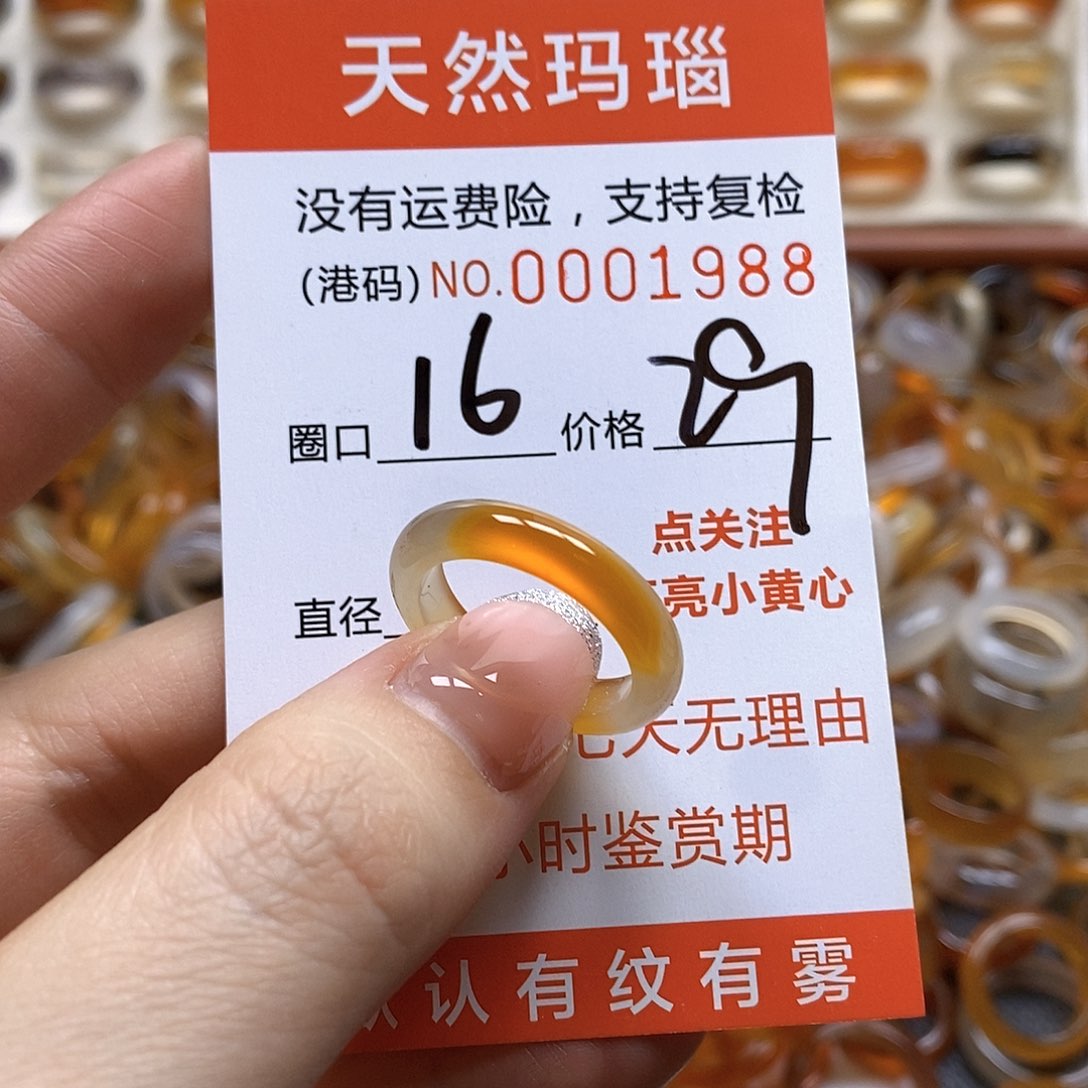 天然玛瑙
没有运费险，支持复检
(港码)NO.0001988
圈口 16 价格 29
点关注
亮小黄心
直径
七天无理由
小时鉴赏期
认有纹有雾